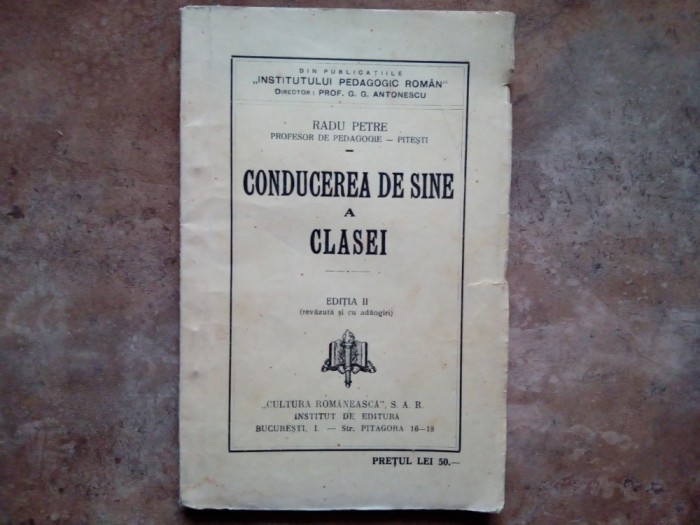 DIN PUBLICAȚIILE
„INSTITUTULUI PEDAGOGIC ROMÂN"
DIRECTOR: PROF. G. G. ANTONESCU
RADU PETRE
PROFESOR DE PEDAGOGIE — PITEȘTI
CONDUCEREA DE SINE
A
CLASEI
EDIȚIA II
(revăzută și cu adăogiri)
„CULTURA ROMÂNEASCĂ", S. A. R.
INSTITUT DE EDITURA
BUCUREȘTI, I. — Str. PITAGORA 16-18
PREȚUL LEI 50.—